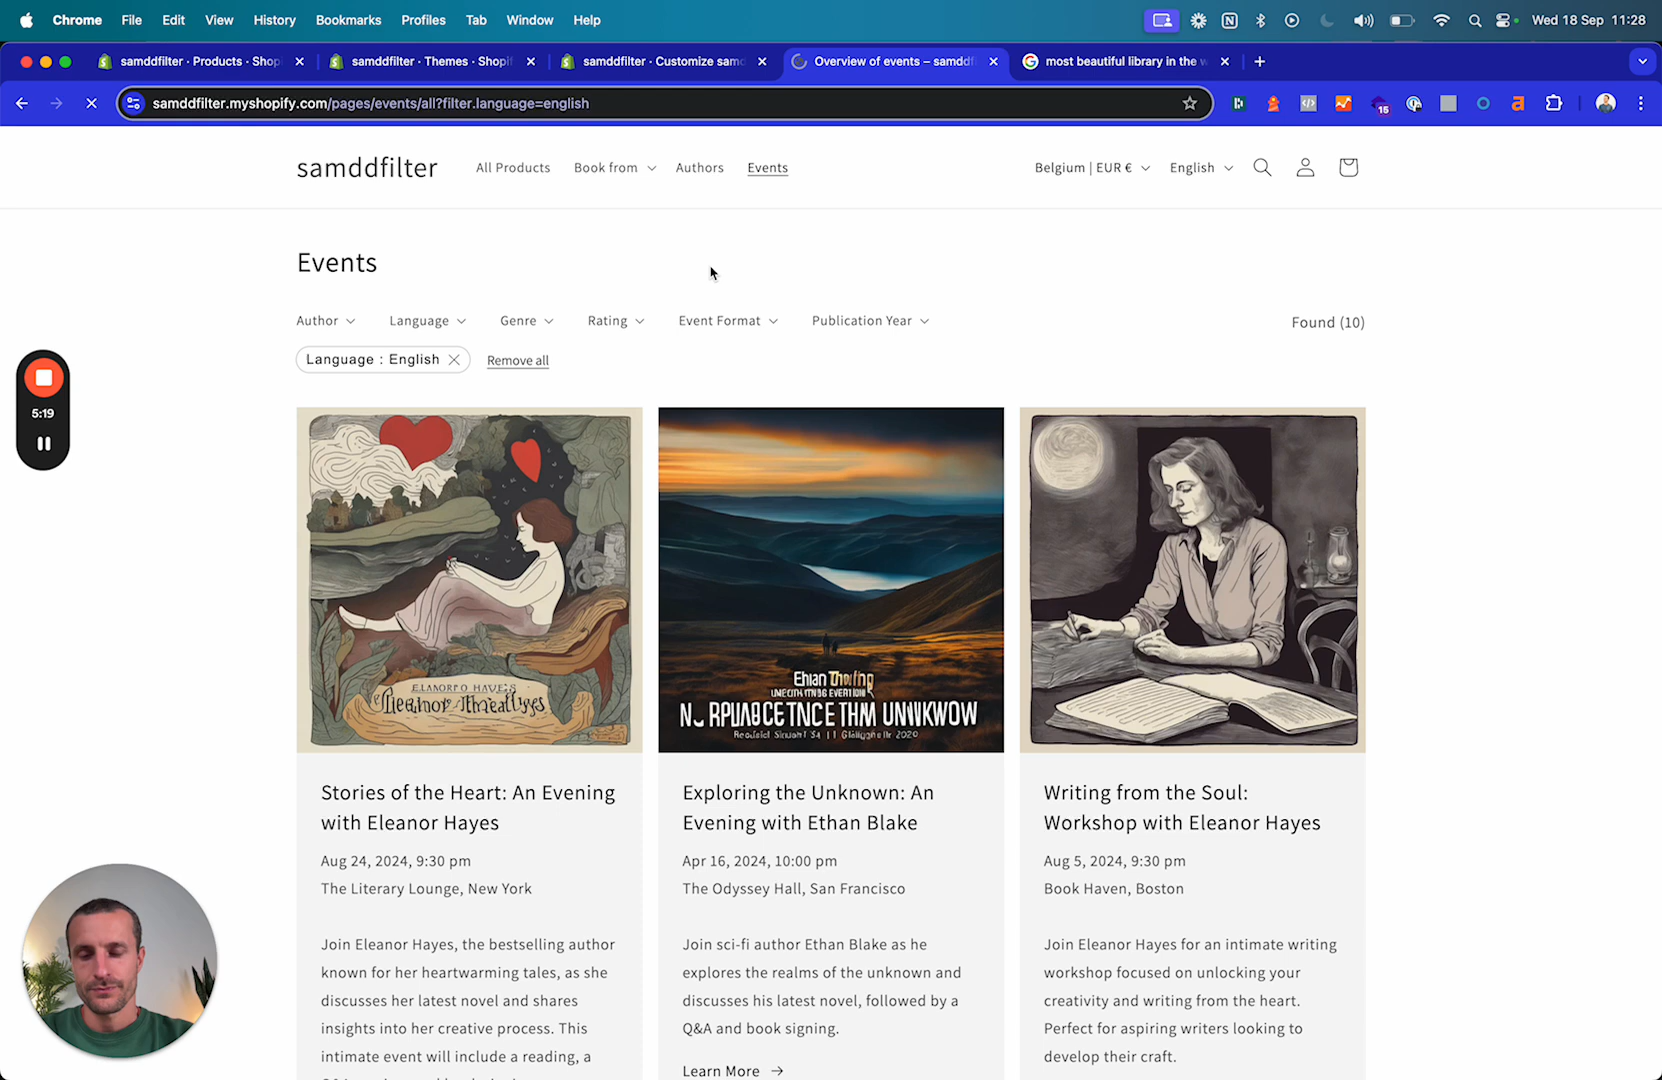 Chrome File Edit View History Bookmarks Profiles Tab Window Help
Wed 18 Sep 11:28
samddfilter · Products · Shop
samddfilter · Themes · Shopif
samddfilter · Customize sam
Overview of events – samddf
most beautiful library in the w
samddfilter.myshopify.com/pages/events/all?filter.language=english
15
samddfilter
All Products Book from Authors Events
Belgium | EUR € English
Events
Author Language Genre Rating Event Format Publication Year
Found (10)
Language : English Remove all
5:19
Stories of the Heart: An Evening
with Eleanor Hayes
Aug 24, 2024, 9:30 pm
The Literary Lounge, New York
Join Eleanor Hayes, the bestselling author
known for her heartwarming tales, as she
discusses her latest novel and shares
insights into her creative process. This
intimate event will include a reading, a
Exploring the Unknown: An
Evening with Ethan Blake
Apr 16, 2024, 10:00 pm
The Odyssey Hall, San Francisco
Join sci-fi author Ethan Blake as he
explores the realms of the unknown and
discusses his latest novel, followed by a
Q&A and book signing.
Learn More
Writing from the Soul:
Workshop with Eleanor Hayes
Aug 5, 2024, 9:30 pm
Book Haven, Boston
Join Eleanor Hayes for an intimate writing
workshop focused on unlocking your
creativity and writing from the heart.
Perfect for aspiring writers looking to
develop their craft.